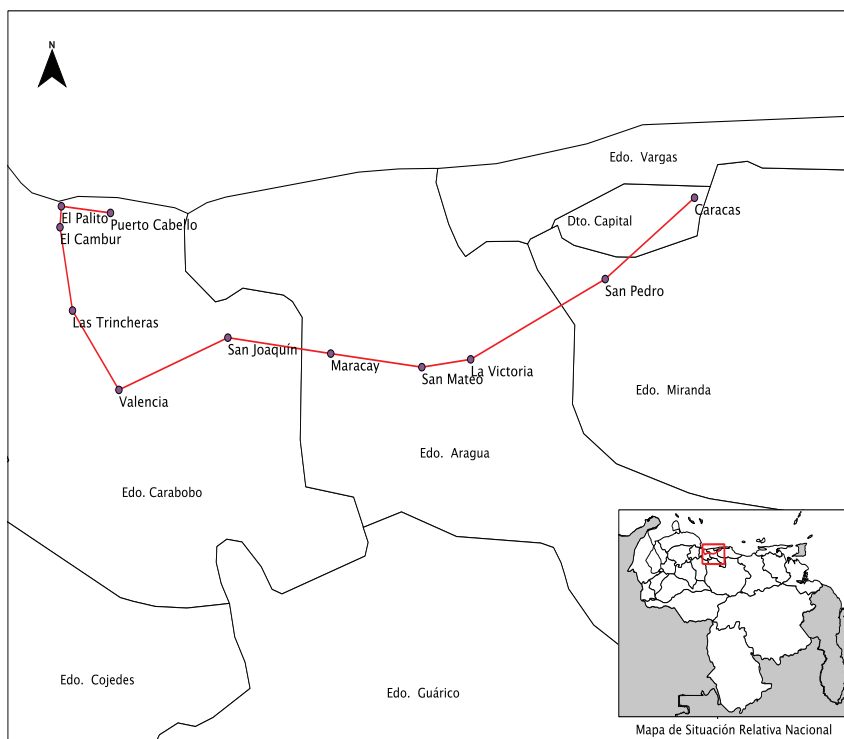 N
Edo. Vargas
Caracas
Dto. Capital
El Palito
Puerto Cabello
El Cambur
San Pedro
Las Trincheras
San Joaquín
Maracay
La Victoria
San Mateo
Valencia
Edo. Miranda
Edo. Aragua
Edo. Carabobo
Edo. Cojedes
Edo. Guárico
Mapa de Situación Relativa Nacional